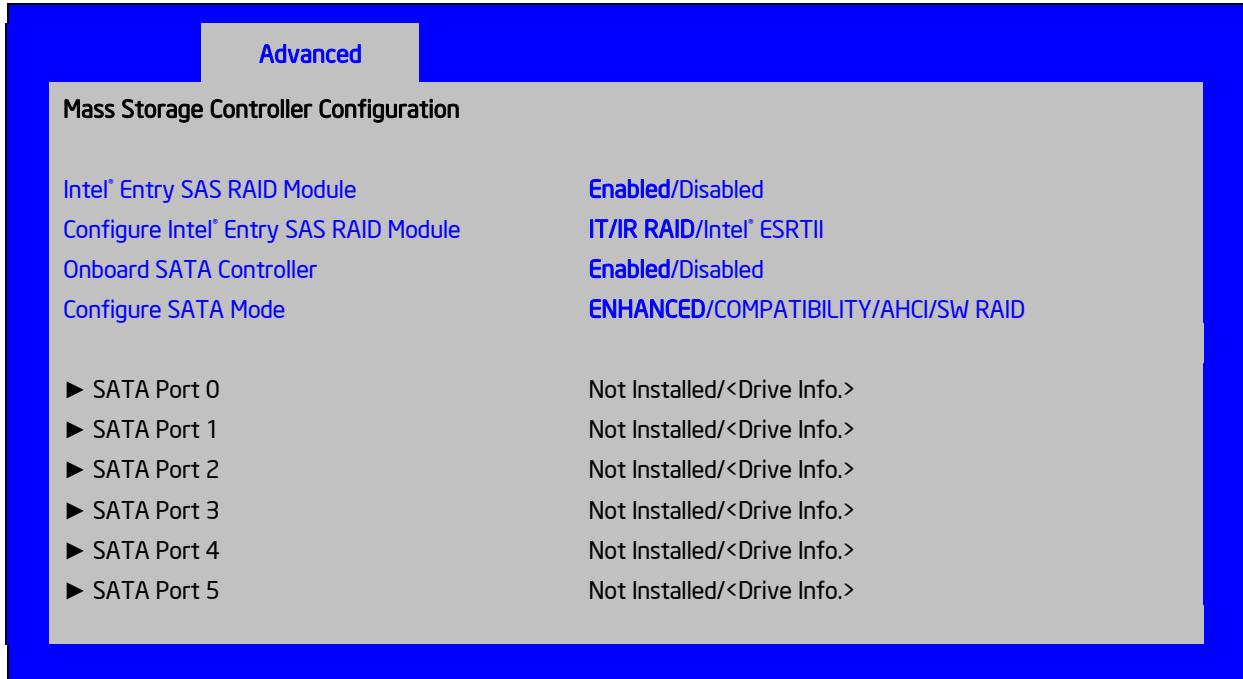 Advanced
Mass Storage Controller Configuration
Intel® Entry SAS RAID Module Enabled/Disabled
Configure Intel® Entry SAS RAID Module IT/IR RAID/Intel® ESRTII
Onboard SATA Controller Enabled/Disabled
Configure SATA Mode ENHANCED/COMPATIBILITY/AHCI/SW RAID
► SATA Port 0 Not Installed/<Drive Info.>
► SATA Port 1 Not Installed/<Drive Info.>
► SATA Port 2 Not Installed/<Drive Info.>
► SATA Port 3 Not Installed/<Drive Info.>
► SATA Port 4 Not Installed/<Drive Info.>
► SATA Port 5 Not Installed/<Drive Info.>